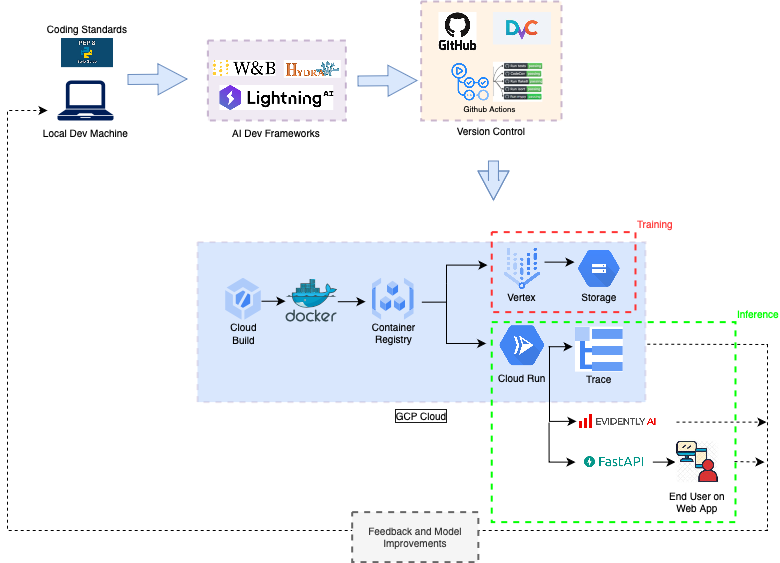 Coding Standards
PEP 8
Local Dev Machine
W&B
HYDRA
Lightning AI
AI Dev Frameworks
GitHub
DVC
Github Actions
Version Control
Training
Vertex
Storage
Cloud
Build
docker
Container
Registry
Inference
Cloud Run
Trace
GCP Cloud
EVIDENTLY AI
FastAPI
End User on
Web App
Feedback and Model
Improvements